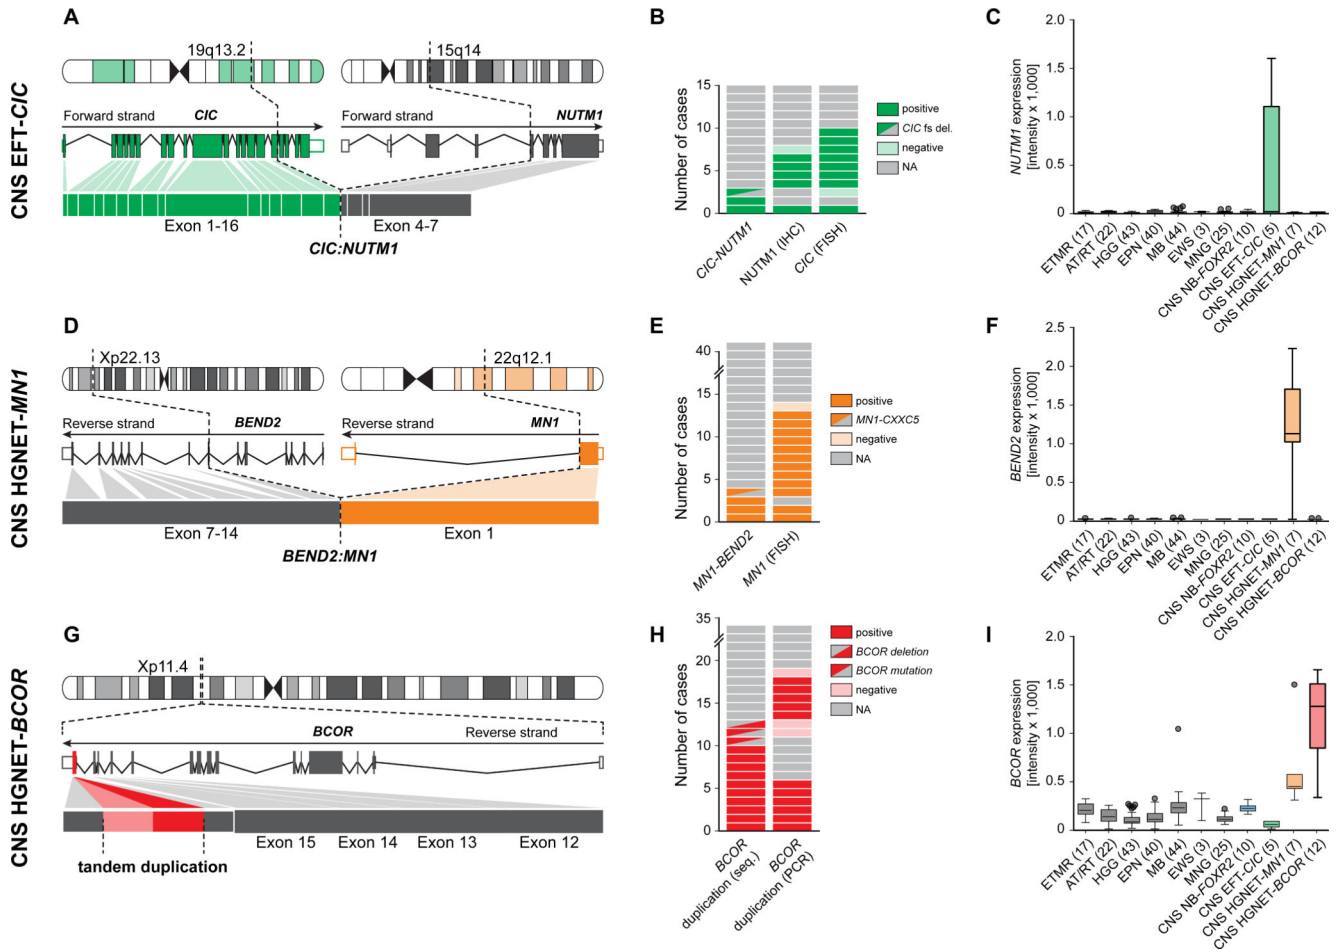 CNS EFT-CIC
A
19q13.2
15q14
Forward strand
CIC
Forward strand
NUTM1
Exon 1-16
Exon 4-7
CIC:NUTM1
B
Number of cases
15
10
5
0
CIC-NUTM1
NUTM1 (IHC)
CIC (FISH)
positive
CIC fs del.
negative
NA
C
NUTM1 expression
[intensity x 1,000]
2.0
1.5
1.0
0.5
0
ETMR (17)
AT/RT (22)
HGG (43)
EPN (40)
MB (44)
EWS (3)
MNG (25)
CNS NB-FOXR2 (10)
CNS EFT-CIC (5)
CNS HGNET-MN1 (7)
CNS HGNET-BCOR (12)
CNS HGNET-MN1
D
Xp22.13
22q12.1
Reverse strand
BEND2
Reverse strand
MN1
Exon 7-14
Exon 1
BEND2:MN1
E
Number of cases
40
15
10
5
0
MN1-BEND2
MN1 (FISH)
positive
MN1-CXXC5
negative
NA
F
BEND2 expression
[intensity x 1,000]
2.5
2.0
1.5
1.0
0.5
0
ETMR (17)
AT/RT (22)
HGG (43)
EPN (40)
MB (44)
EWS (3)
MNG (25)
CNS NB-FOXR2 (10)
CNS EFT-CIC (5)
CNS HGNET-MN1 (7)
CNS HGNET-BCOR (12)
CNS HGNET-BCOR
G
Xp11.4
BCOR
Reverse strand
Exon 15
Exon 14
Exon 13
Exon 12
tandem duplication
H
Number of cases
35
20
15
10
5
0
BCOR
duplication (seq.)
BCOR
duplication (PCR)
positive
BCOR deletion
BCOR mutation
negative
NA
I
BCOR expression
[intensity x 1,000]
2.0
1.5
1.0
0.5
0
ETMR (17)
AT/RT (22)
HGG (43)
EPN (40)
MB (44)
EWS (3)
MNG (25)
CNS NB-FOXR2 (10)
CNS EFT-CIC (5)
CNS HGNET-MN1 (7)
CNS HGNET-BCOR (12)